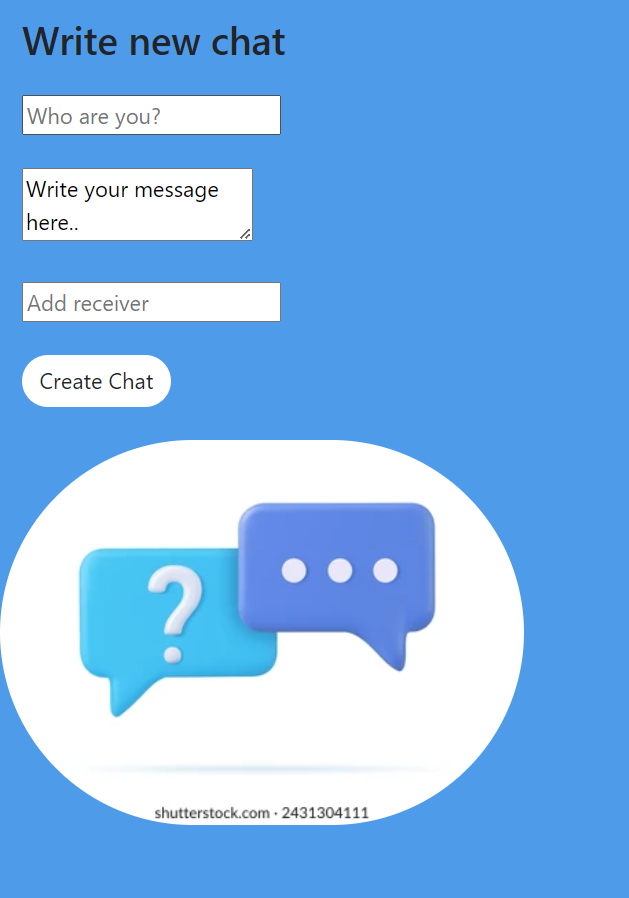 Write new chat
Who are you?
Write your message
here..
Add receiver
Create Chat
?
shutterstock.com · 2431304111